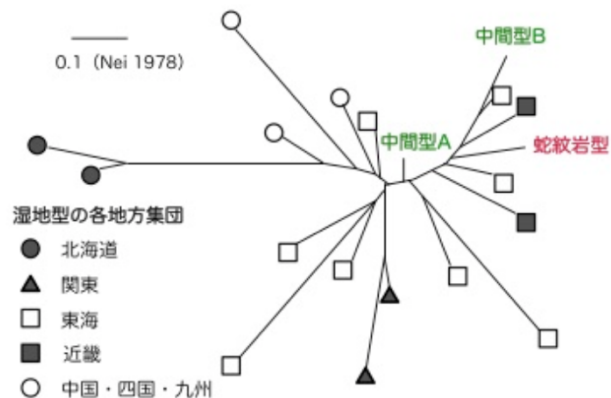 中間型B
0.1（Nei 1978）
中間型A
蛇紋岩型
湿地型の各地方集団
北海道
関東
東海
近畿
中国・四国・九州